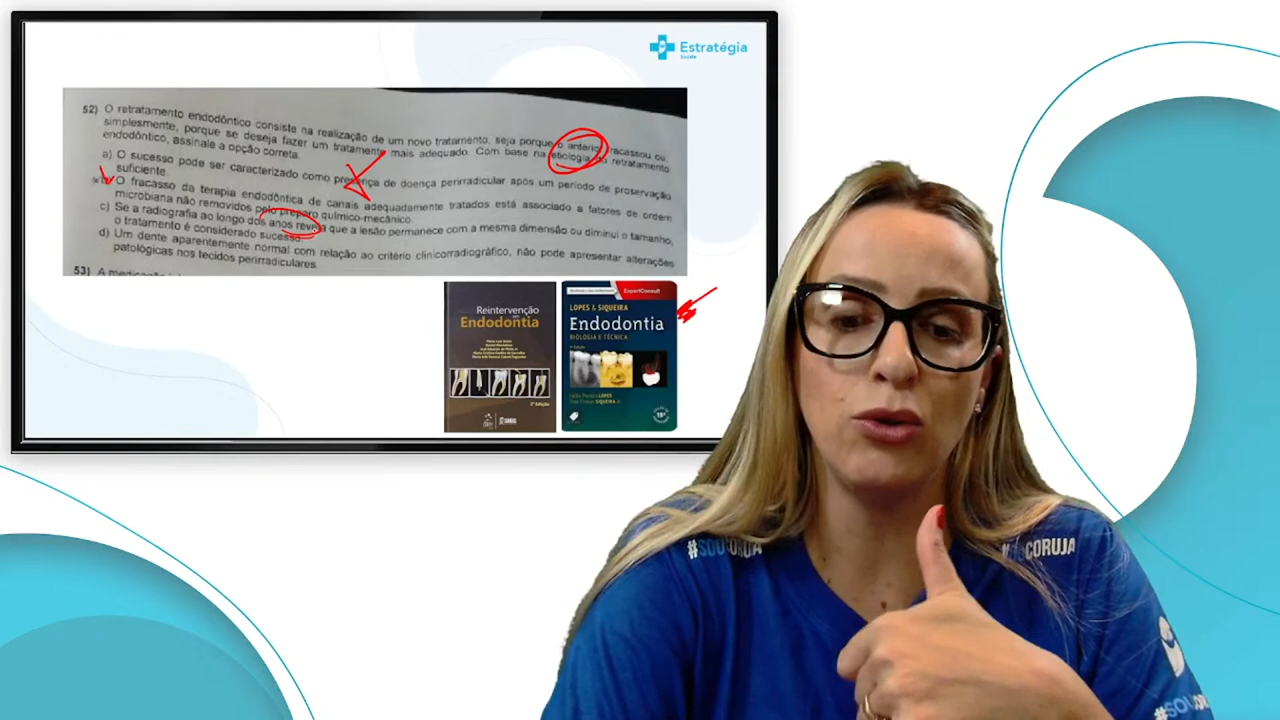 Estratégia
Saúde
52) O retratamento endodôntico consiste na realização de um novo tratamento, seja porque o anterior fracassou ou,
simplesmente, porque se deseja fazer um tratamento mais adequado. Com base na etiologia do retratamento
endodôntico, assinale a opção correta.
a) O sucesso pode ser caracterizado como presença de doença perirradicular após um período de proservação
suficiente.
O fracasso da terapia endodôntica de canais adequadamente tratados está associado a fatores de ordem
microbiana não removidos pelo preparo químico-mecânico.
c) Se a radiografia ao longo dos anos revela que a lesão permanece com a mesma dimensão ou diminui o tamanho,
o tratamento é considerado sucesso.
d) Um dente aparentemente normal com relação ao critério clinicorradiográfico, não pode apresentar alterações
patológicas nos tecidos perirradiculares.
53) A
Reintervenção
em
Endodontia
2ª Edição
ExpertConsult
LOPES & SIQUEIRA
Endodontia
BIOLOGIA E TÉCNICA
#SOUCORUJA
CORUJA